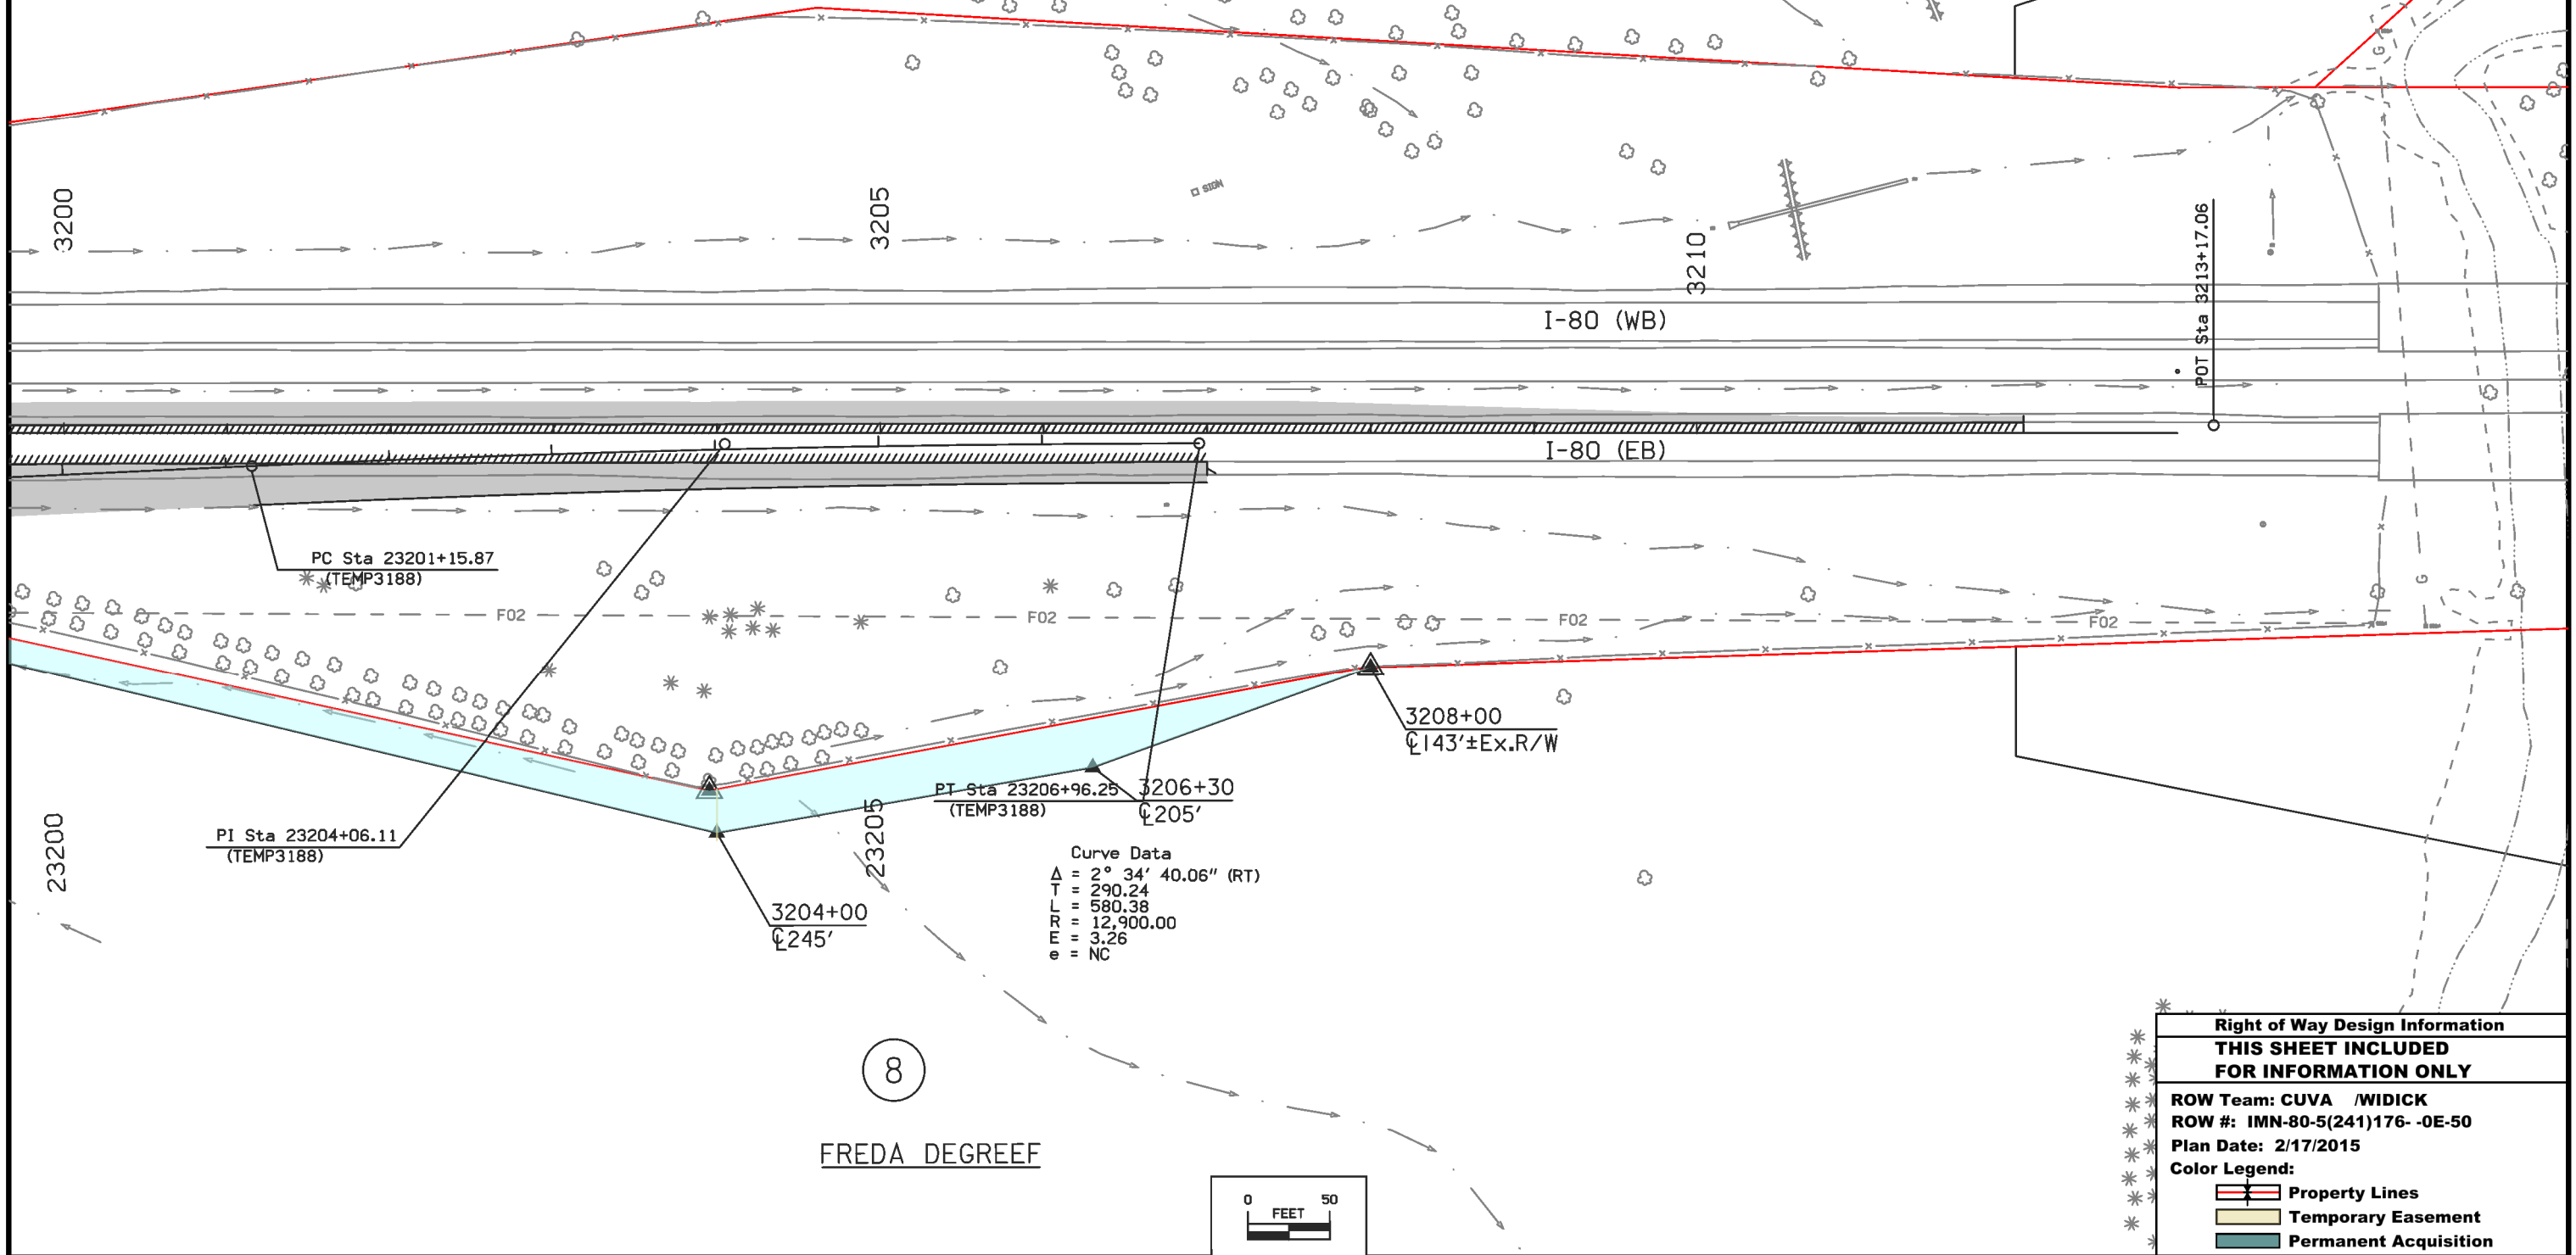 G
SIGN
3200
3205
3210
POT Sta 3213+17.06
I-80 (WB)
I-80 (EB)
PC Sta 23201+15.87
(TEMP3188)
G
F02
F02
F02
F02
3208+00
℄143'±Ex.R/W
PT Sta 23206+96.25
(TEMP3188)
3206+30
℄205'
PI Sta 23204+06.11
(TEMP3188)
23200
23205
3204+00
℄245'
Curve Data
Δ = 2° 34' 40.06" (RT)
T = 290.24
L = 580.38
R = 12,900.00
E = 3.26
e = NC
8
FREDA DEGREEF
0 50
FEET
Right of Way Design Information
THIS SHEET INCLUDED
FOR INFORMATION ONLY
ROW Team: CUVA /WIDICK
ROW #: IMN-80-5(241)176- -0E-50
Plan Date: 2/17/2015
Color Legend:
Property Lines
Temporary Easement
Permanent Acquisition